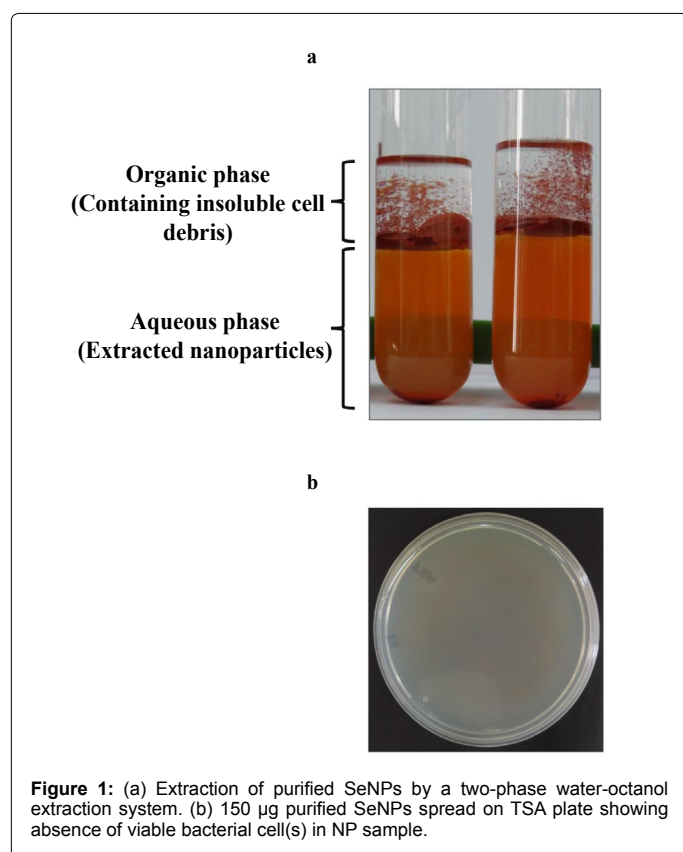 a
Organic phase
(Containing insoluble cell
debris)
Aqueous phase
(Extracted nanoparticles)
b
Figure 1: (a) Extraction of purified SeNPs by a two-phase water-octanol
extraction system. (b) 150 µg purified SeNPs spread on TSA plate showing
absence of viable bacterial cell(s) in NP sample.